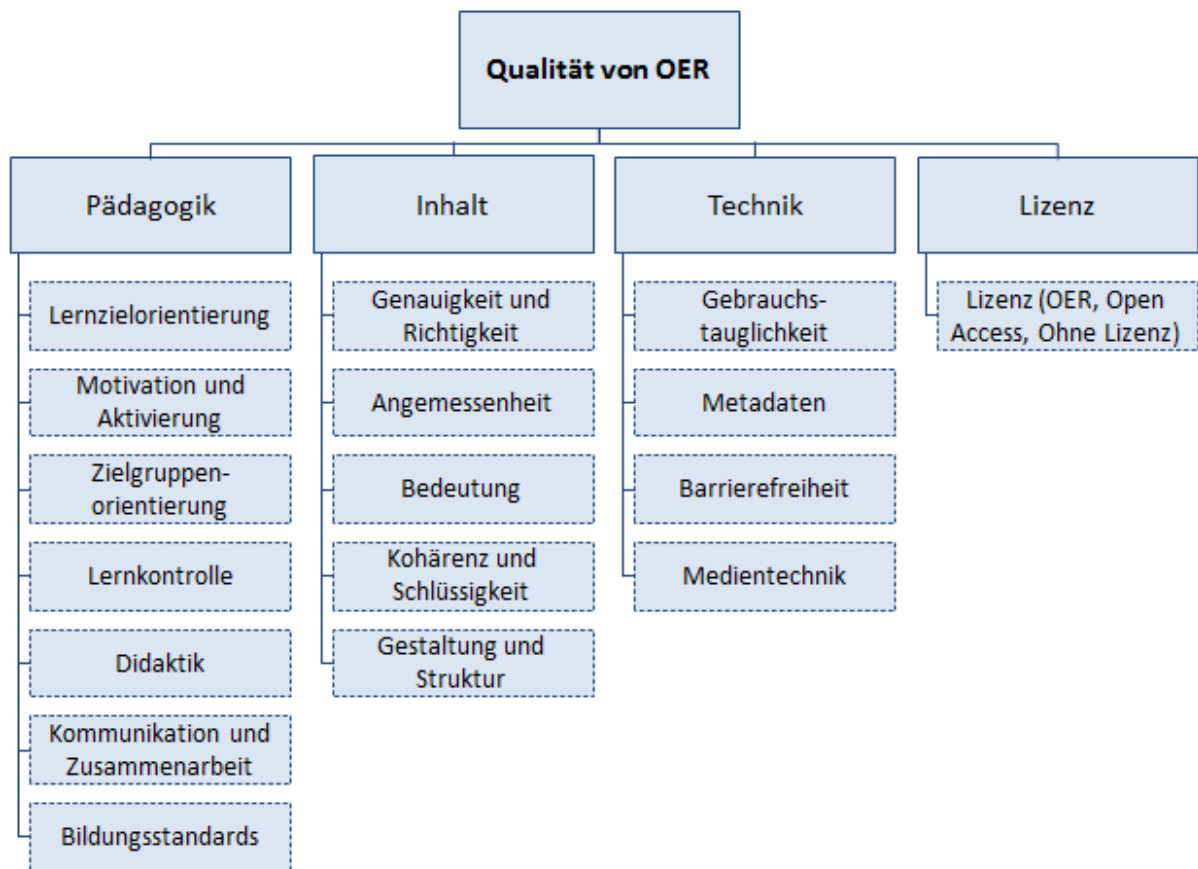 Qualität von OER
Pädagogik
Lernzielorientierung
Motivation und
Aktivierung
Zielgruppen-
orientierung
Lernkontrolle
Didaktik
Kommunikation und
Zusammenarbeit
Bildungsstandards
Inhalt
Genauigkeit und
Richtigkeit
Angemessenheit
Bedeutung
Kohärenz und
Schlüssigkeit
Gestaltung und
Struktur
Technik
Gebrauchs-
tauglichkeit
Metadaten
Barrierefreiheit
Medientechnik
Lizenz
Lizenz (OER, Open
Access, Ohne Lizenz)